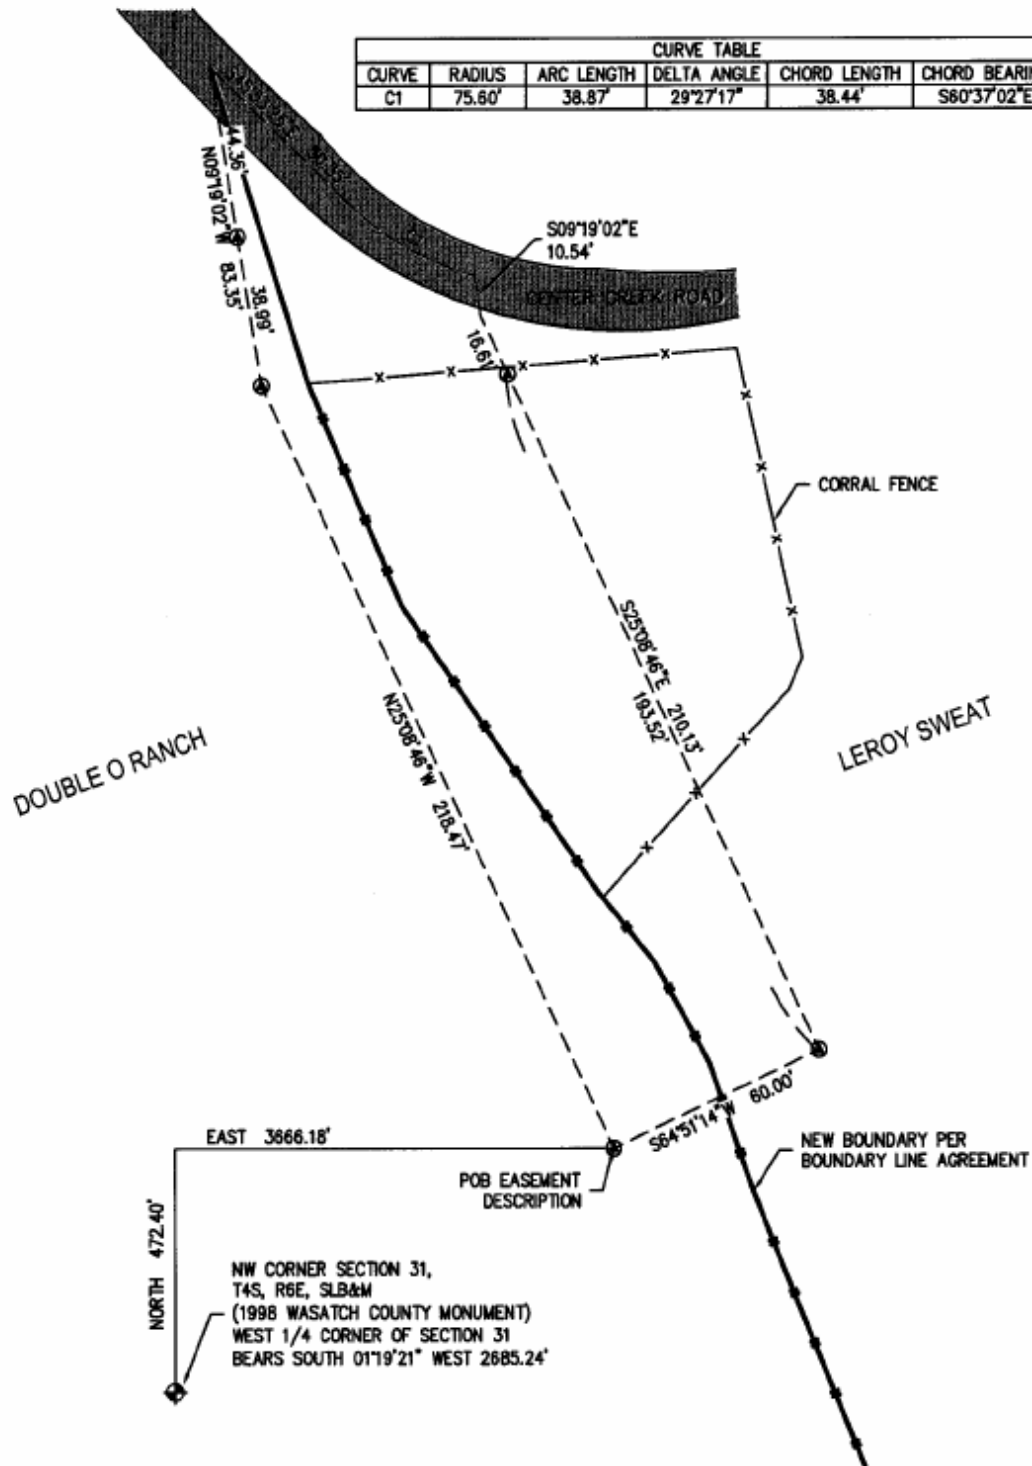 CURVE TABLE
CURVE RADIUS ARC LENGTH DELTA ANGLE CHORD LENGTH CHORD
C1 75.60' 38.87' 29°27'17" 38.44' S60°37'02"E
44.36'
N09°19'02"W 83.35'
38.99'
S09°19'02"E
10.54'
CENTER CREEK ROAD
16.61'
CORRAL FENCE
S25°08'46"E 210.13'
193.52'
N25°08'46"W 218.47'
DOUBLE O RANCH
LEROY SWEAT
S64°51'14"W 60.00'
EAST 3666.18'
POB EASEMENT
DESCRIPTION
NEW BOUNDARY PER
BOUNDARY LINE AGREEMENT
NORTH 472.40'
NW CORNER SECTION 31,
T4S, R6E, SLB&M
(1998 WASATCH COUNTY MONUMENT)
WEST 1/4 CORNER OF SECTION 31
BEARS SOUTH 01°19'21" WEST 2685.24'